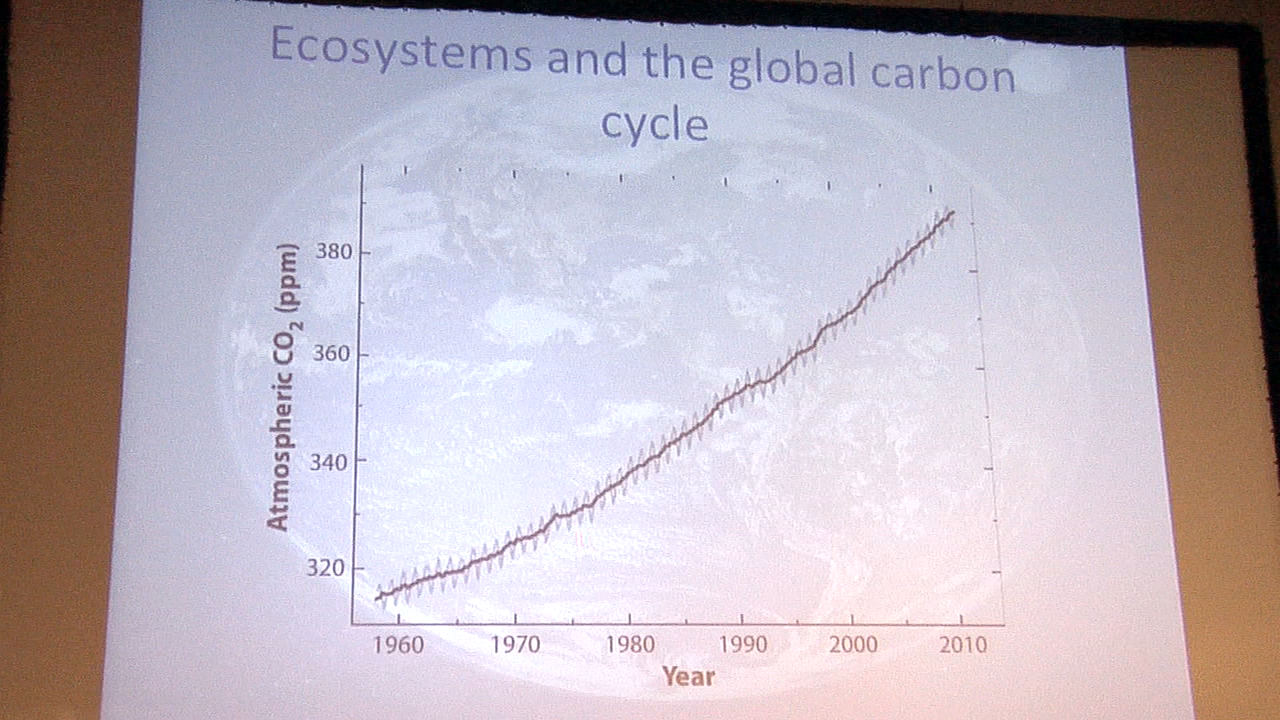 Ecosystems and the global carbon
cycle
Atmospheric CO₂ (ppm)
380
360
340
320
1960 1970 1980 1990 2000 2010
Year